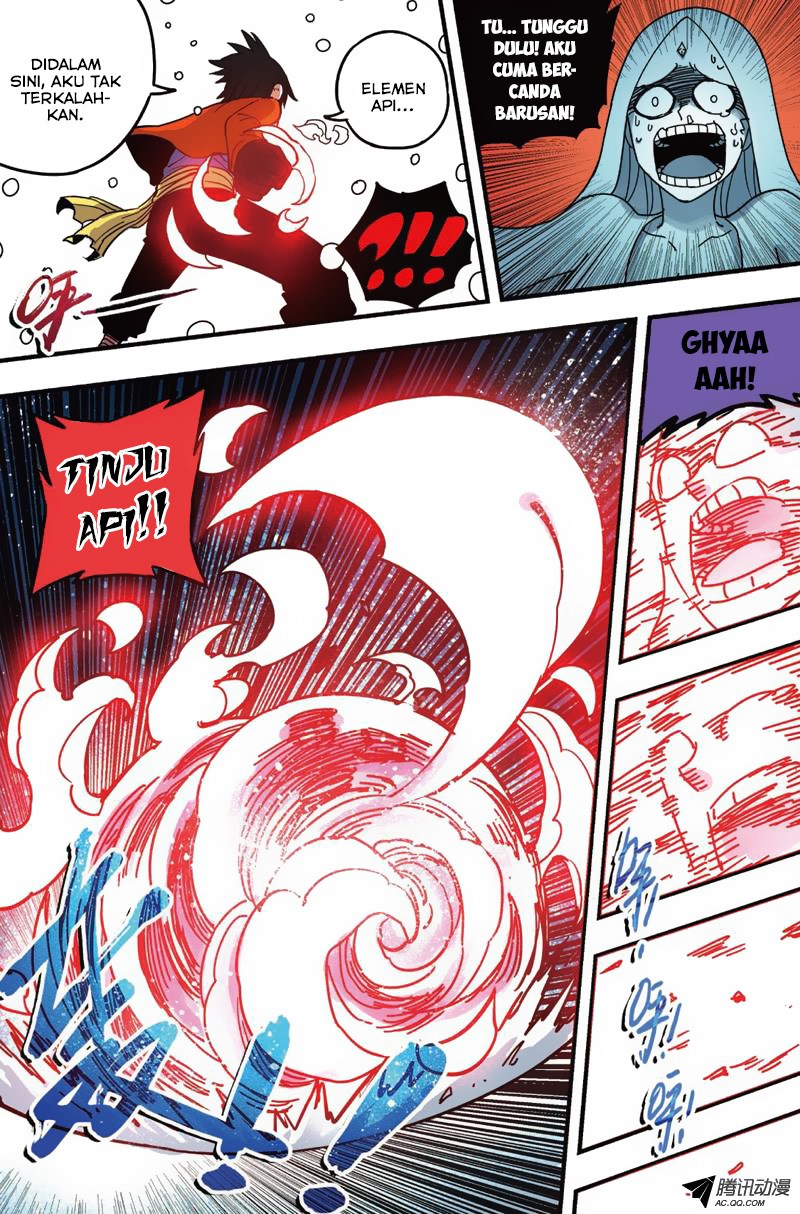 DIDALAM
SINI, AKU TAK
TERKALAH-
KAN.
ELEMEN
API...
?!!
TU... TUNGGU
DULU! AKU
CUMA BER-
CANDA
BARUSAN!
GHYAA
AAH!
TINJU
API!!
腾讯动漫
AC.QQ.COM